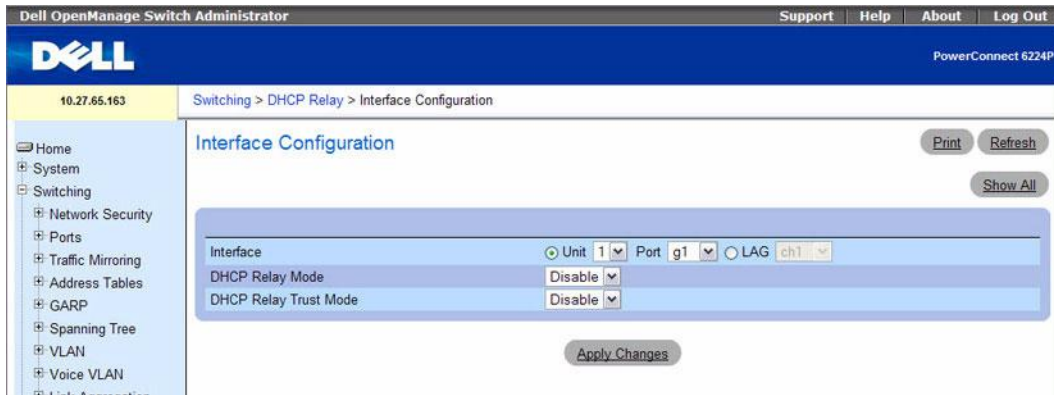 Dell OpenManage Switch Administrator
Support Help About Log Out
DELL
PowerConnect 6224P
10.27.65.163
Switching > DHCP Relay > Interface Configuration
Home
System
Switching
Network Security
Ports
Traffic Mirroring
Address Tables
GARP
Spanning Tree
VLAN
Voice VLAN
Interface Configuration
Print Refresh
Show All
Interface Unit 1 Port g1 LAG ch1
DHCP Relay Mode Disable
DHCP Relay Trust Mode Disable
Apply Changes